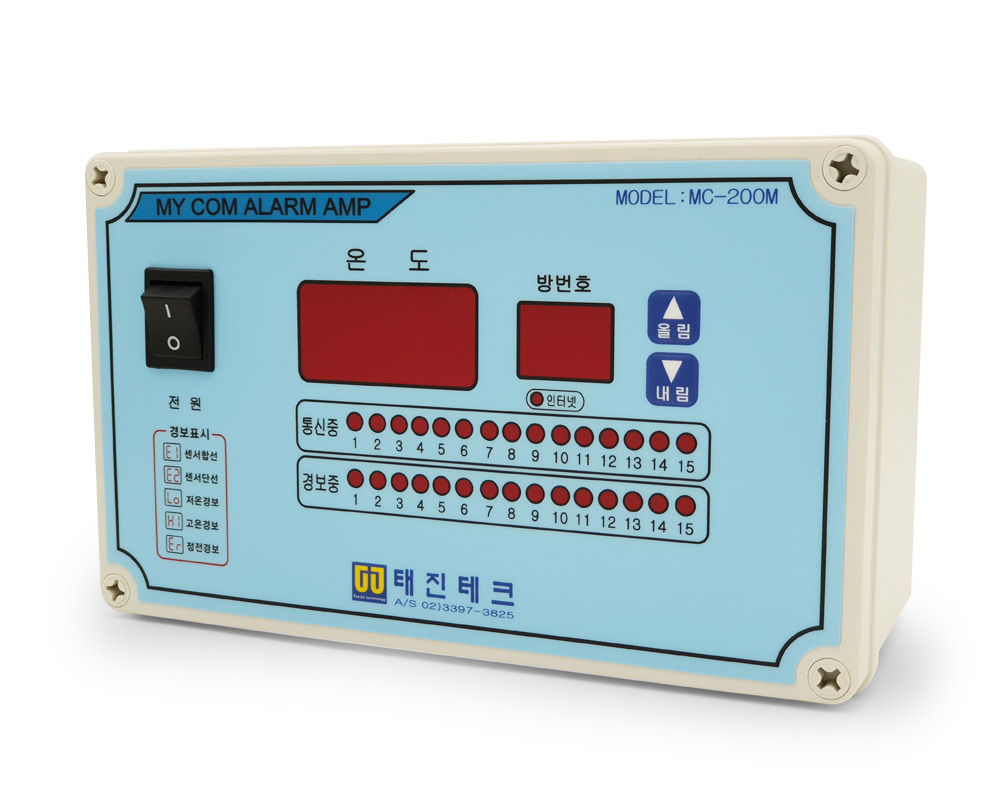 MY COM ALARM AMP
MODEL : MC-200M
온 도
방번호
I
O
올림
내림
전 원
인터넷
경보표시
E1 센서합선
E2 센서단선
Lo 저온경보
HI 고온경보
Er 정전경보
통신중
1 2 3 4 5 6 7 8 9 10 11 12 13 14 15
경보중
1 2 3 4 5 6 7 8 9 10 11 12 13 14 15
태진테크
A/S 02)3397-3825